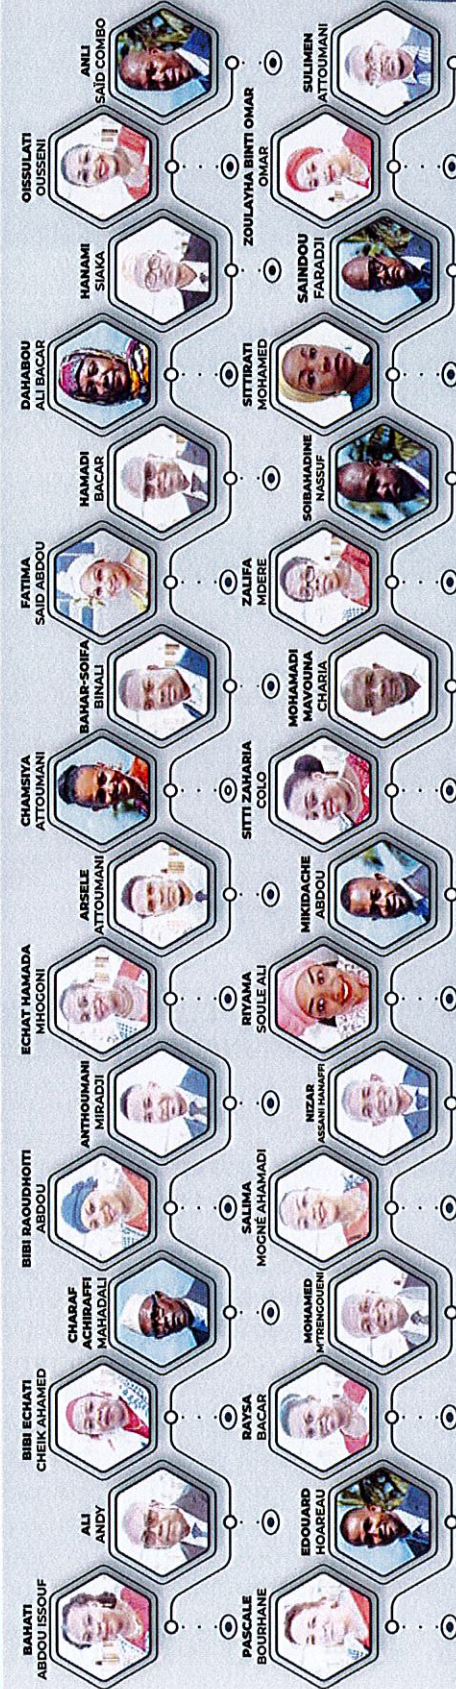 BAHATI
ABDOU ISSOUF
ALI
ANDY
BIBI ECHATI
CHEIK AHAMED
CHARAF
ACHIRAFFI
MAHADALI
BIBI RAOUDHOITI
ABDOU
ANTHOUMANI
MIRADJI
ECHAT HAMADA
MHOGONI
ARSELE
ATTOUMANI
CHAMSIYA
ATTOUMANI
BAHAR-SOIFA
BINALI
FATIMA
SAID ABDOU
HAMADI
BACAR
DAHABOU
ALI BACAR
HANAMI
SIAKA
OISSULATI
OUSSENI
ANLI
SAÏD COMBO
PASCALE
BOURHANE
EDOUARD
HOAREAU
RAYSA
BACAR
MOHAMED
MTRENGOUENI
SALIMA
MOGNÉ AHAMADI
NIZAR
ASSANI HANAFFI
RIYAMA
SOULE ALI
MIKIDACHE
ABDOU
SITTI ZAHARIA
COLO
MOHAMADI
MAVOUNA
CHARIA
ZALIFA
MDERE
SOIBAHADINE
NASSUF
SITTIRATI
MOHAMED
SAINDOU
FARADJI
ZOULAYHA BINTI OMAR
OMAR
SULIMEN
ATTOUMANI